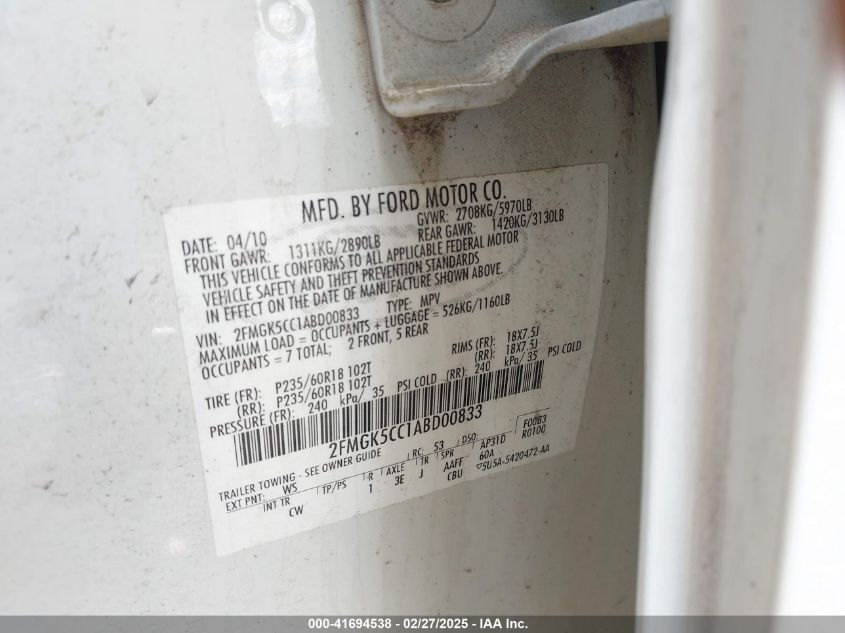 MFD. BY FORD MOTOR CO.
DATE: 04/10 GVWR: 2708KG/5970LB
FRONT GAWR: 1311KG/2890LB REAR GAWR: 1420KG/3130LB
THIS VEHICLE CONFORMS TO ALL APPLICABLE FEDERAL MOTOR
VEHICLE SAFETY AND THEFT PREVENTION STANDARDS
IN EFFECT ON THE DATE OF MANUFACTURE SHOWN ABOVE.
VIN: 2FMGK5CC1ABD00833 TYPE: MPV
MAXIMUM LOAD = OCCUPANTS + LUGGAGE = 526KG/1160LB
OCCUPANTS = 7 TOTAL; 2 FRONT, 5 REAR
TIRE (FR): P235/60R18 102T RIMS (FR): 18X7.5J
(RR): P235/60R18 102T (RR): 18X7.5J
PRESSURE (FR): 240 kPa/ 35 PSI COLD (RR): 240 kPa/ 35 PSI COLD
2FMGK5CC1ABD00833
TRAILER TOWING - SEE OWNER GUIDE RC: 53 DSO: F0083
EXT PNT: WS TP/PS R AXLE TR SPR AP31D R0100
INT TR CW 1 3E J AAFF 60A
CBU 5U5A-5420472-AA
000-41694538 - 02/27/2025 - IAA Inc.